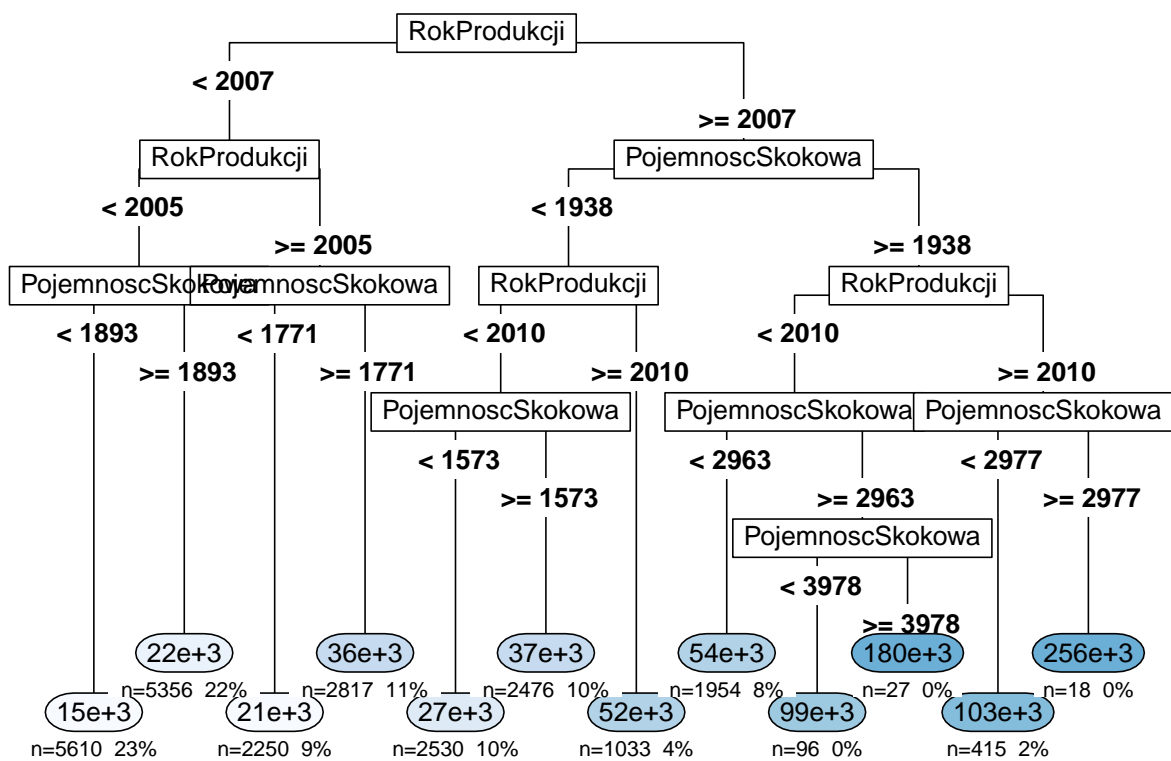 RokProdukcji
< 2007
>= 2007
RokProdukcji
PojemnoscSkokowa
< 2005
< 1938
>= 2005
>= 1938
PojemnoscSkokowa
PojemnoscSkokowa
RokProdukcji
RokProdukcji
< 1893
< 1771
< 2010
< 2010
>= 1893
>= 1771
>= 2010
>= 2010
PojemnoscSkokowa
PojemnoscSkokowa
PojemnoscSkokowa
< 1573
< 2963
< 2977
>= 1573
>= 2963
>= 2977
PojemnoscSkokowa
< 3978
>= 3978
22e+3
36e+3
37e+3
54e+3
180e+3
256e+3
n=5356 22%
n=2817 11%
n=2476 10%
n=1954 8%
n=27 0%
n=18 0%
15e+3
21e+3
27e+3
52e+3
99e+3
103e+3
n=5610 23%
n=2250 9%
n=2530 10%
n=1033 4%
n=96 0%
n=415 2%